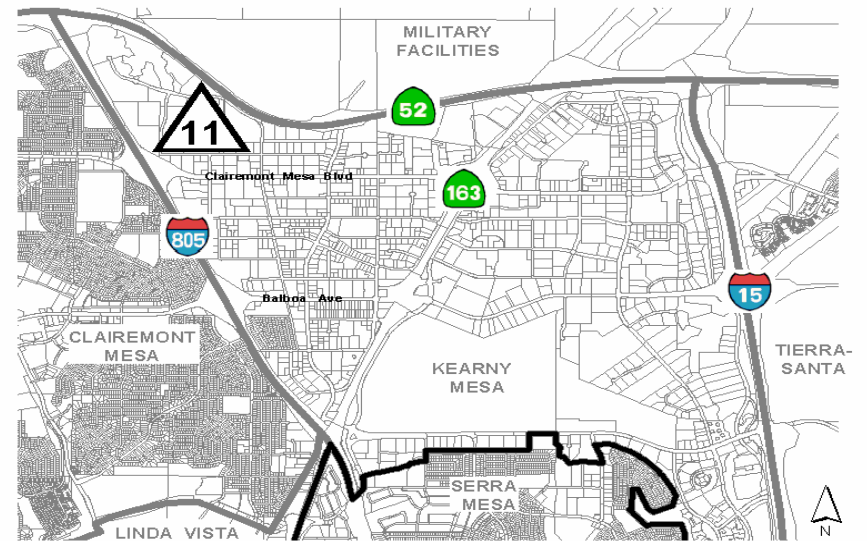 MILITARY
FACILITIES
52
11
Clairemont Mesa Blvd
163
805
15
Balboa Ave
CLAIREMONT
MESA
KEARNY
MESA
TIERRA-
SANTA
SERRA
MESA
LINDA VISTA
N